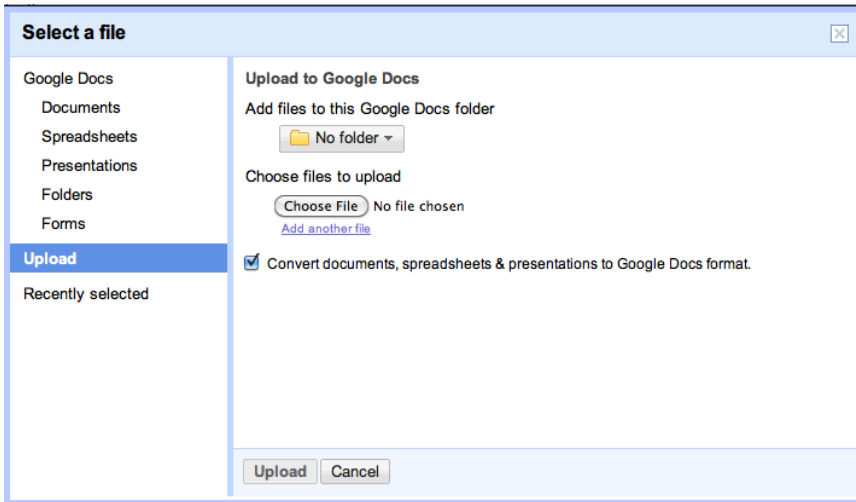 Select a file
Google Docs
Documents
Spreadsheets
Presentations
Folders
Forms
Upload
Recently selected
Upload to Google Docs
Add files to this Google Docs folder
No folder
Choose files to upload
Choose File No file chosen
Add another file
Convert documents, spreadsheets & presentations to Google Docs format.
Upload Cancel